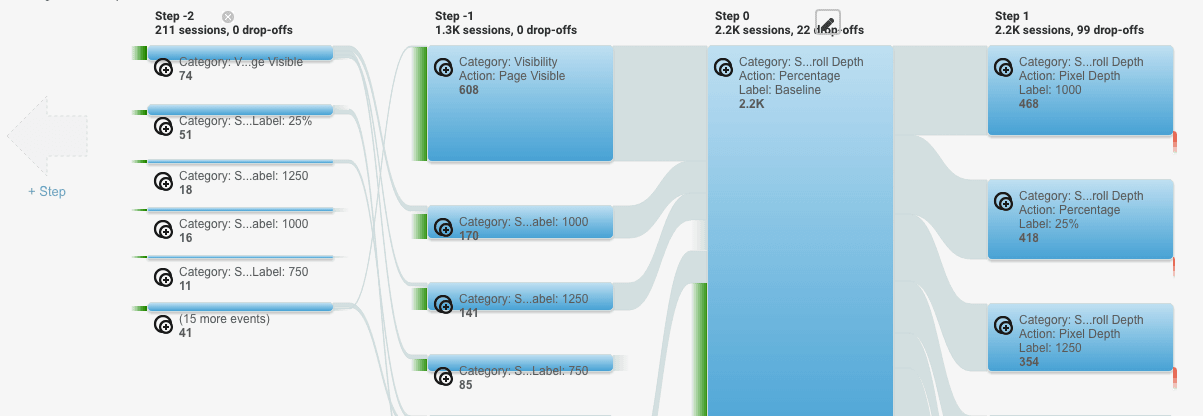 Step -2
211 sessions, 0 drop-offs
Category: V...ge Visible
74
Category: S...Label: 25%
51
Category: S...abel: 1250
18
Category: S...abel: 1000
16
Category: S...Label: 750
11
(15 more events)
41
+ Step
Step -1
1.3K sessions, 0 drop-offs
Category: Visibility
Action: Page Visible
608
Category: S...abel: 1000
170
Category: S...abel: 1250
141
Category: S...Label: 750
85
Step 0
2.2K sessions, 22 drop-offs
Category: S...roll Depth
Action: Percentage
Label: Baseline
2.2K
Step 1
2.2K sessions, 99 drop-offs
Category: S...roll Depth
Action: Pixel Depth
Label: 1000
468
Category: S...roll Depth
Action: Percentage
Label: 25%
418
Category: S...roll Depth
Action: Pixel Depth
Label: 1250
354